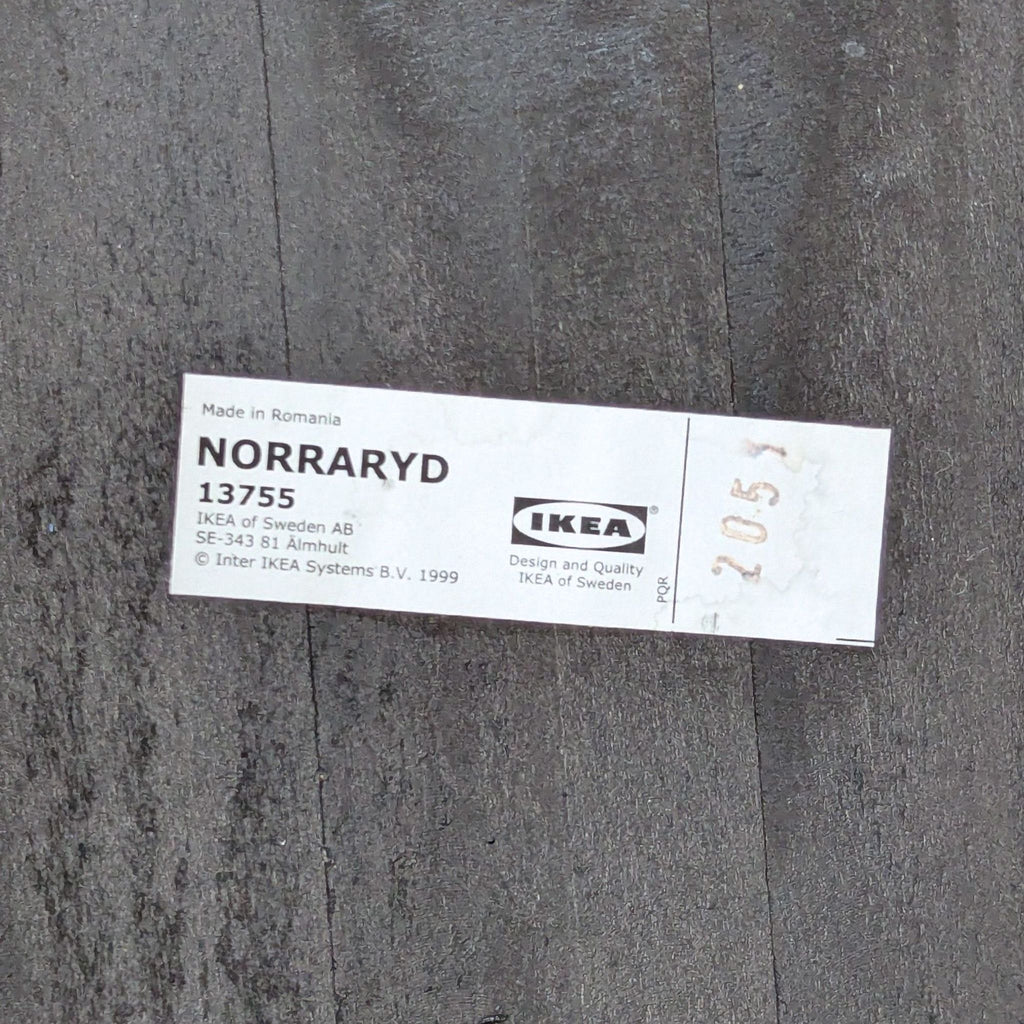 Made in Romania
NORRARYD
13755
IKEA of Sweden AB
SE-343 81 Älmhult
© Inter IKEA Systems B.V. 1999
IKEA®
Design and Quality
IKEA of Sweden
PQR